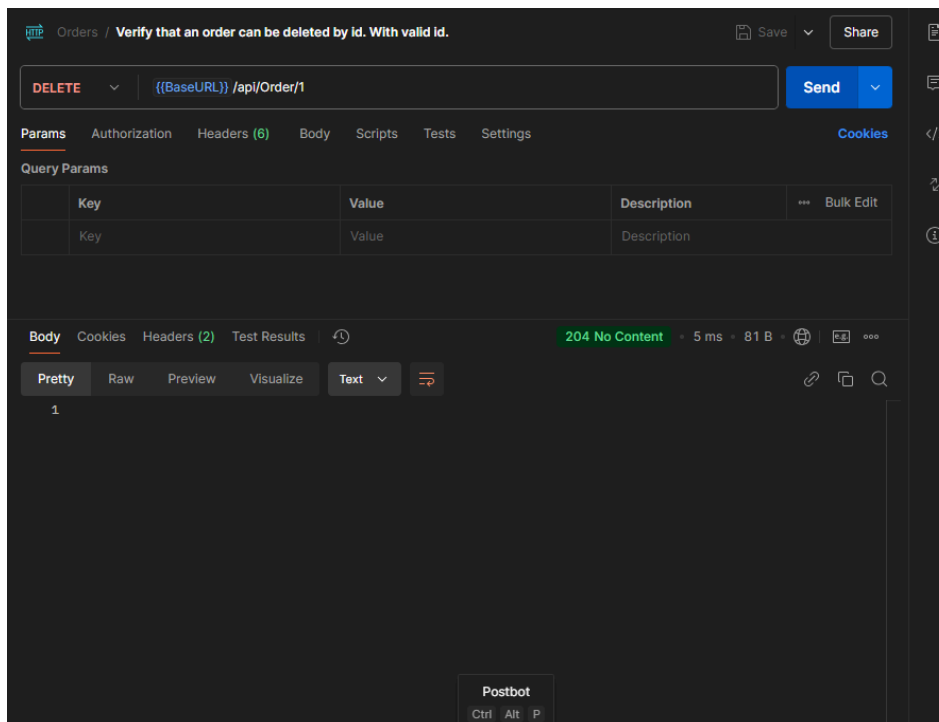 HTTP Orders / Verify that an order can be deleted by id. With valid id. Save Share
DELETE {{BaseURL}} /api/Order/1 Send
Params Authorization Headers (6) Body Scripts Tests Settings Cookies
Query Params
Key Value Description Bulk Edit
Key Value Description
Body Cookies Headers (2) Test Results 204 No Content 5 ms 81 B e.g.
Pretty Raw Preview Visualize Text
1
Postbot
Ctrl Alt P